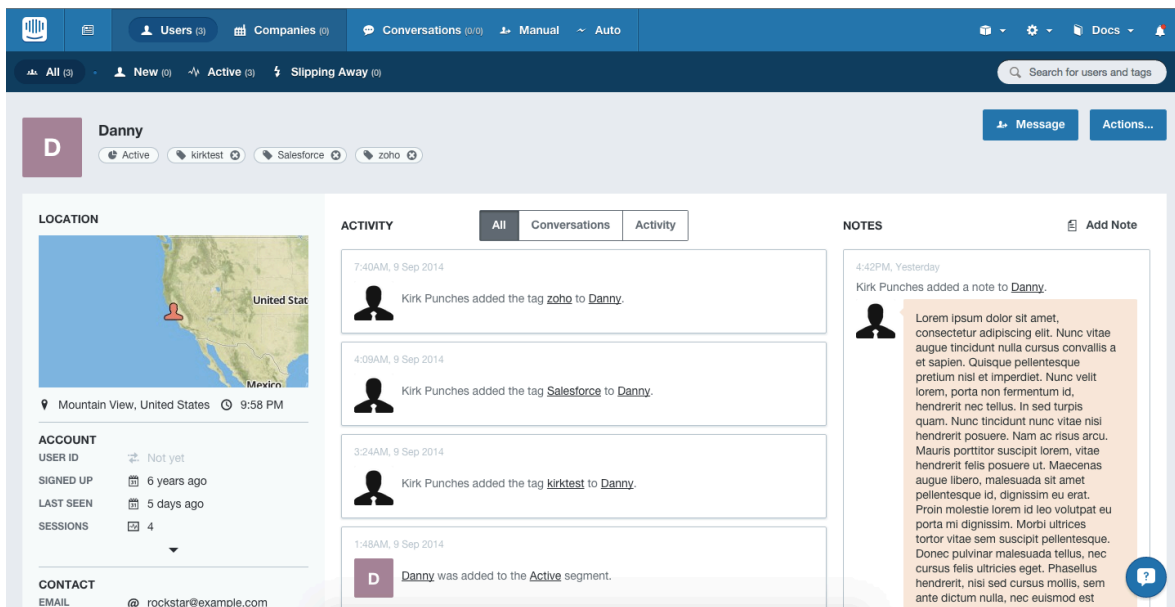 Users (3)
Companies (0)
Conversations (0/0)
Manual
Auto
Docs
All (3)
New (0)
Active (3)
Slipping Away (0)
Search for users and tags
D
Danny
Active
kirktest
Salesforce
zoho
Message
Actions...
LOCATION
United Stat
Mexico
Mountain View, United States
9:58 PM
ACCOUNT
USER ID Not yet
SIGNED UP 6 years ago
LAST SEEN 5 days ago
SESSIONS 4
CONTACT
EMAIL @ rockstar@example.com
ACTIVITY
All
Conversations
Activity
7:40AM, 9 Sep 2014
Kirk Punches added the tag zoho to Danny.
4:09AM, 9 Sep 2014
Kirk Punches added the tag Salesforce to Danny.
3:24AM, 9 Sep 2014
Kirk Punches added the tag kirktest to Danny.
1:48AM, 9 Sep 2014
D
Danny was added to the Active segment.
NOTES
Add Note
4:42PM, Yesterday
Kirk Punches added a note to Danny.
Lorem ipsum dolor sit amet,
consectetur adipiscing elit. Nunc vitae
augue tincidunt nulla cursus convallis a
et sapien. Quisque pellentesque
pretium nisl et imperdiet. Nunc velit
lorem, porta non fermentum id,
hendrerit nec tellus. In sed turpis
quam. Nunc tincidunt nunc vitae nisi
hendrerit posuere. Nam ac risus arcu.
Mauris porttitor suscipit lorem, vitae
hendrerit felis posuere ut. Maecenas
augue libero, malesuada sit amet
pellentesque id, dignissim eu erat.
Proin molestie lorem id leo volutpat eu
porta mi dignissim. Morbi ultrices
tortor vitae sem suscipit pellentesque.
Donec pulvinar malesuada tellus, nec
cursus felis ultricies eget. Phasellus
hendrerit, nisi sed cursus mollis, sem
ante dictum nulla, nec euismod est
?